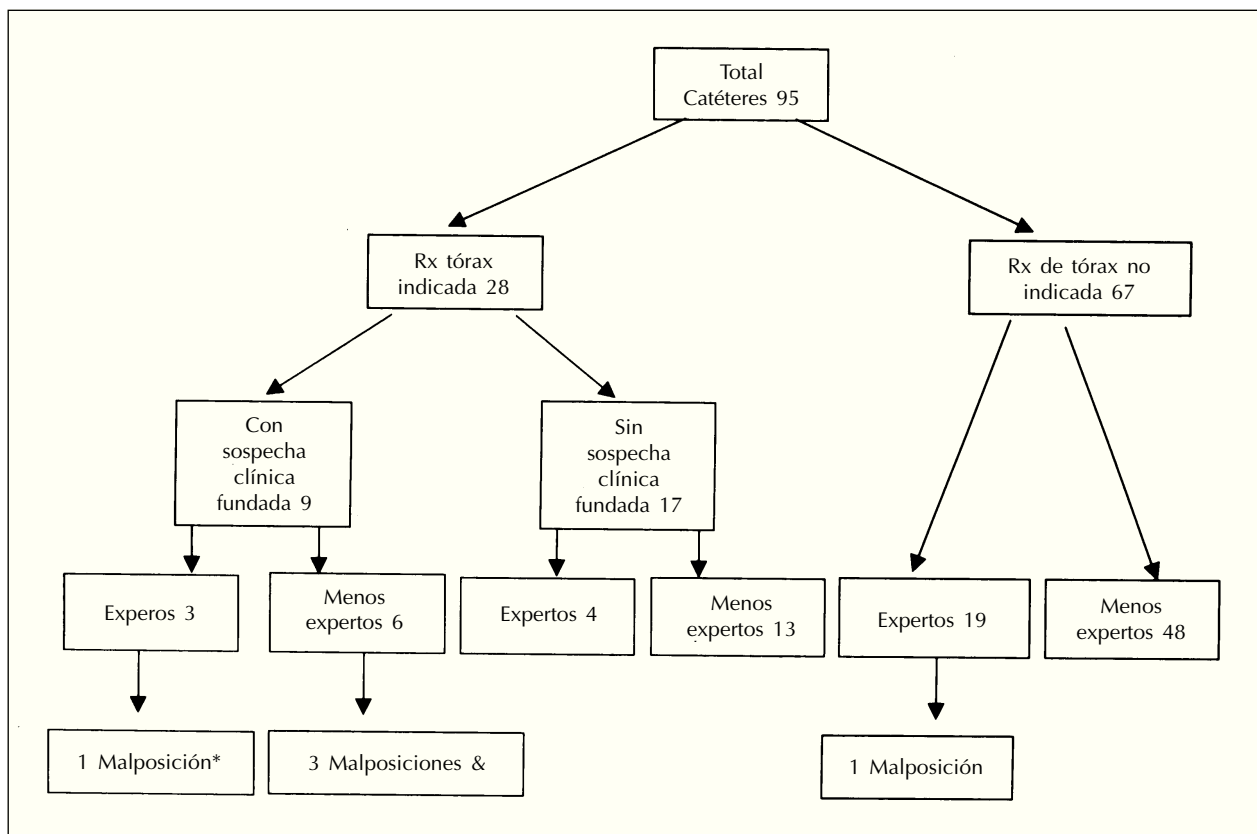 Total
Catéteres 95
Rx tórax
indicada 28
Rx de tórax no
indicada 67
Con
sospecha
clínica
fundada 9
Sin
sospecha
clínica
fundada 17
Experos 3
Menos
expertos 6
Expertos 4
Menos
expertos 13
Expertos 19
Menos
expertos 48
1 Malposición*
3 Malposiciones &
1 Malposición